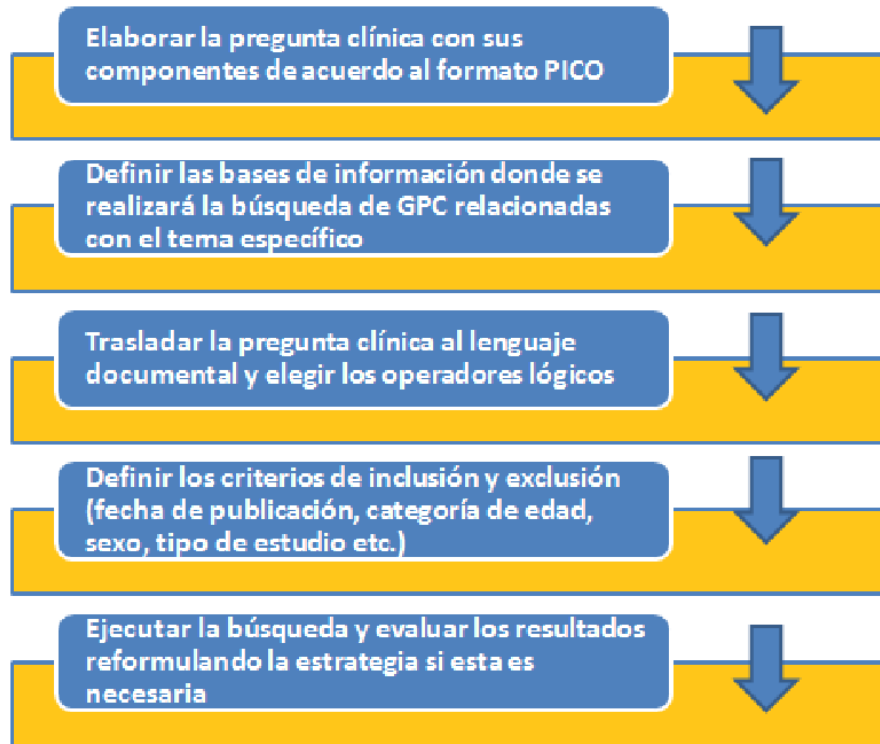 Elaborar la pregunta clínica con sus
componentes de acuerdo al formato PICO
Definir las bases de información donde se
realizará la búsqueda de GPC relacionadas
con el tema específico
Trasladar la pregunta clínica al lenguaje
documental y elegir los operadores lógicos
Definir los criterios de inclusión y exclusión
(fecha de publicación, categoría de edad,
sexo, tipo de estudio etc.)
Ejecutar la búsqueda y evaluar los resultados
reformulando la estrategia si esta es
necesaria